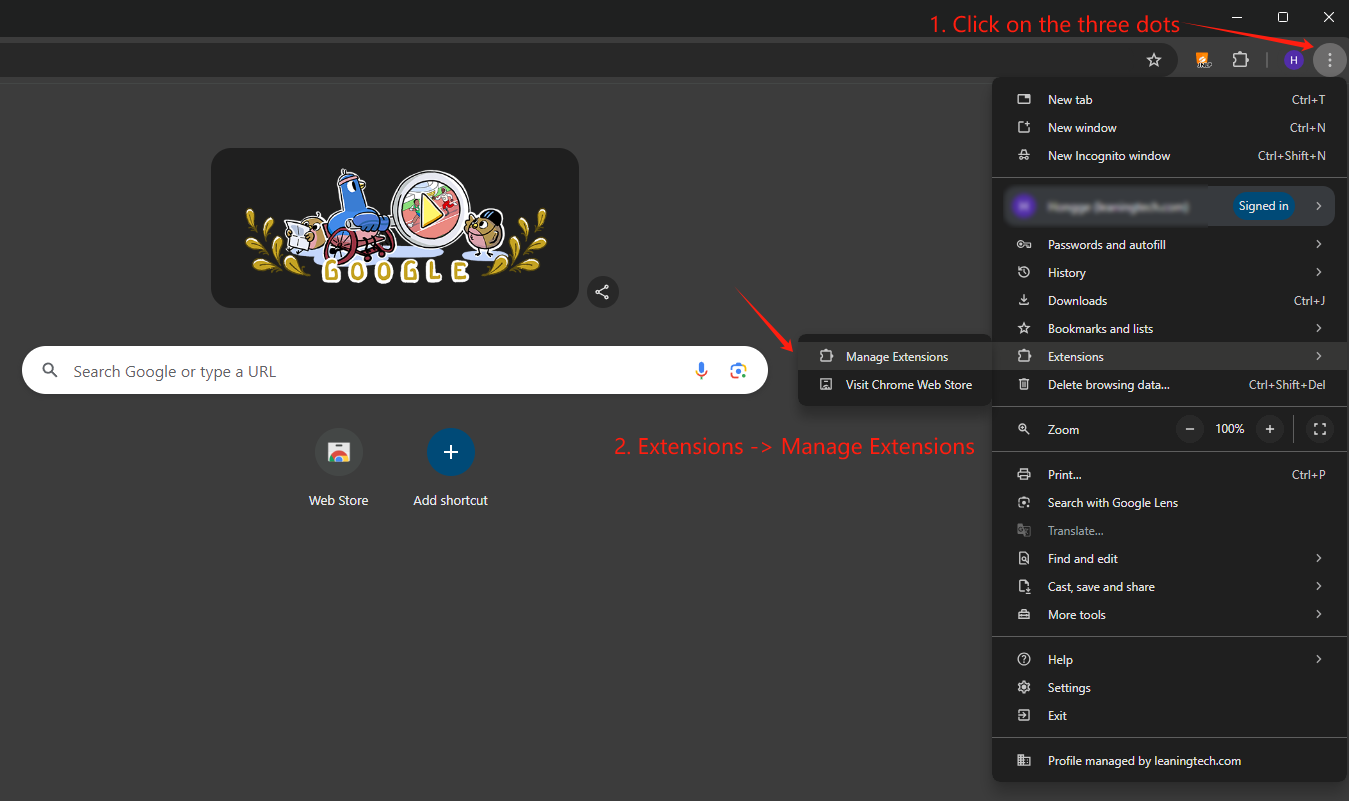 1. Click on the three dots
H
New tab Ctrl+T
New window Ctrl+N
New Incognito window Ctrl+Shift+N
H Hongge (leaningtech.com) Signed in
Passwords and autofill
History
Downloads Ctrl+J
Bookmarks and lists
Extensions
Delete browsing data... Ctrl+Shift+Del
Manage Extensions
Visit Chrome Web Store
GOOGLE
Search Google or type a URL
2. Extensions -> Manage Extensions
Web Store
Add shortcut
Zoom − 100% +
Print... Ctrl+P
Search with Google Lens
Translate...
Find and edit
Cast, save and share
More tools
Help
Settings
Exit
Profile managed by leaningtech.com